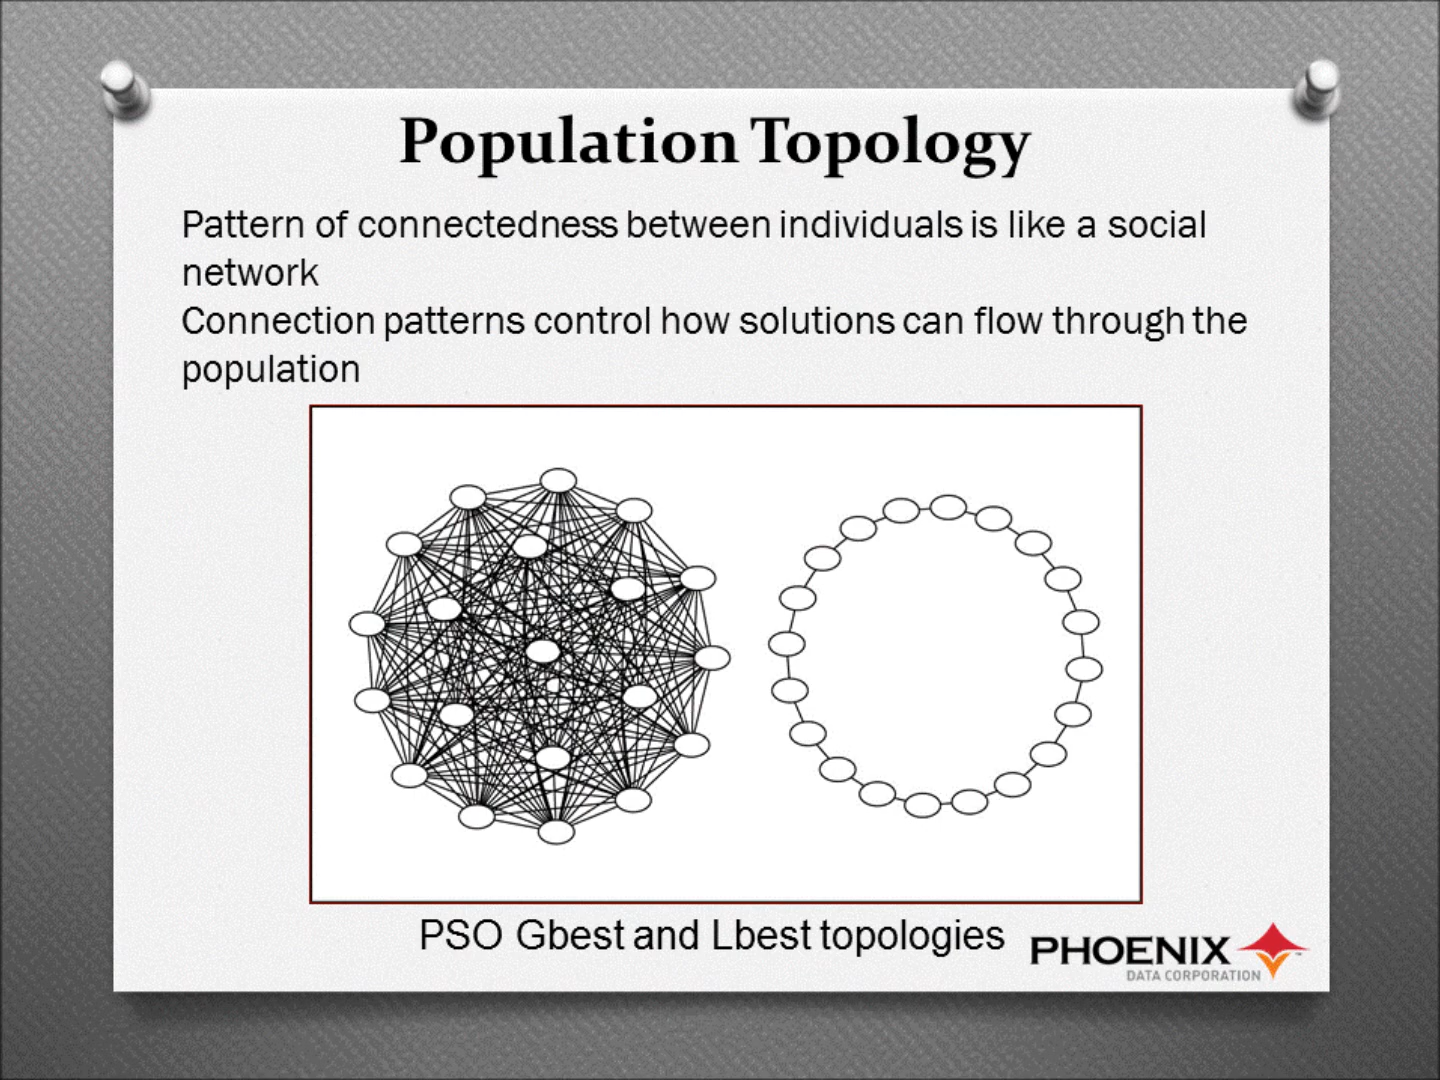 Population Topology
Pattern of connectedness between individuals is like a social
network
Connection patterns control how solutions can flow through the
population
PSO Gbest and Lbest topologies
PHOENIX
DATA CORPORATION